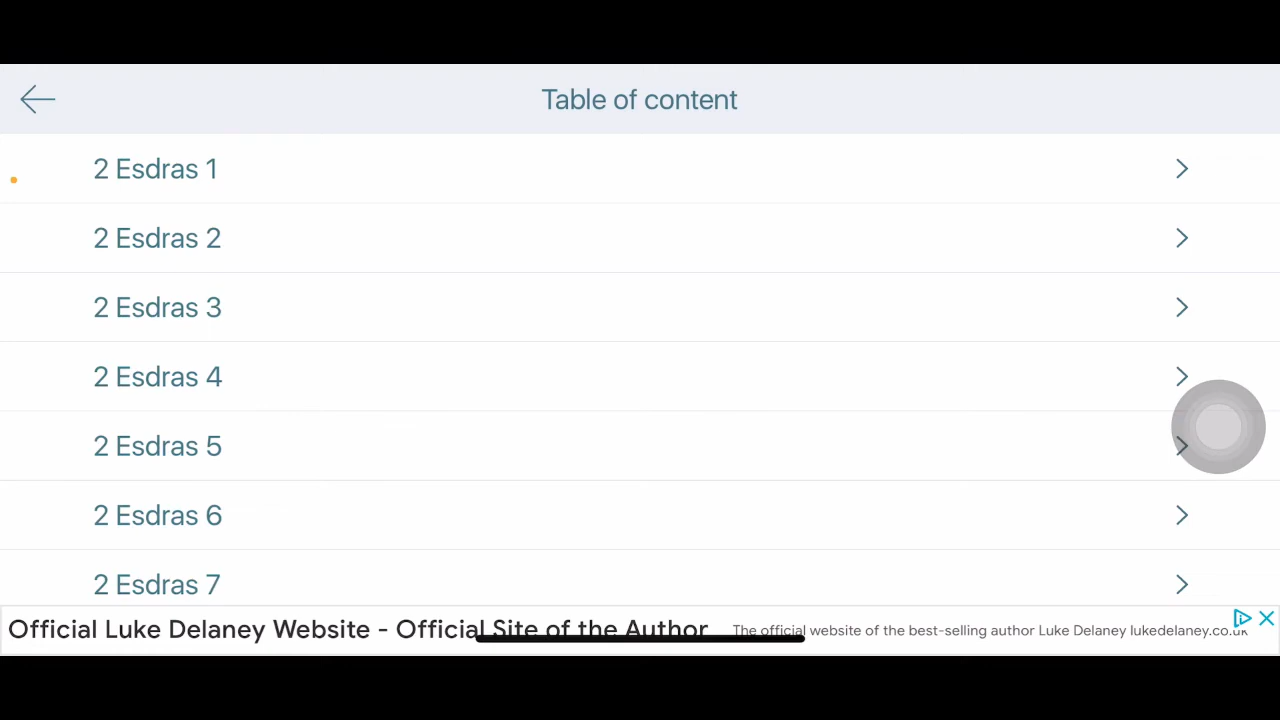 Table of content
2 Esdras 1
2 Esdras 2
2 Esdras 3
2 Esdras 4
2 Esdras 5
2 Esdras 6
2 Esdras 7
Official Luke Delaney Website - Official Site of the Author
The official website of the best-selling author Luke Delaney lukedelaney.co.uk